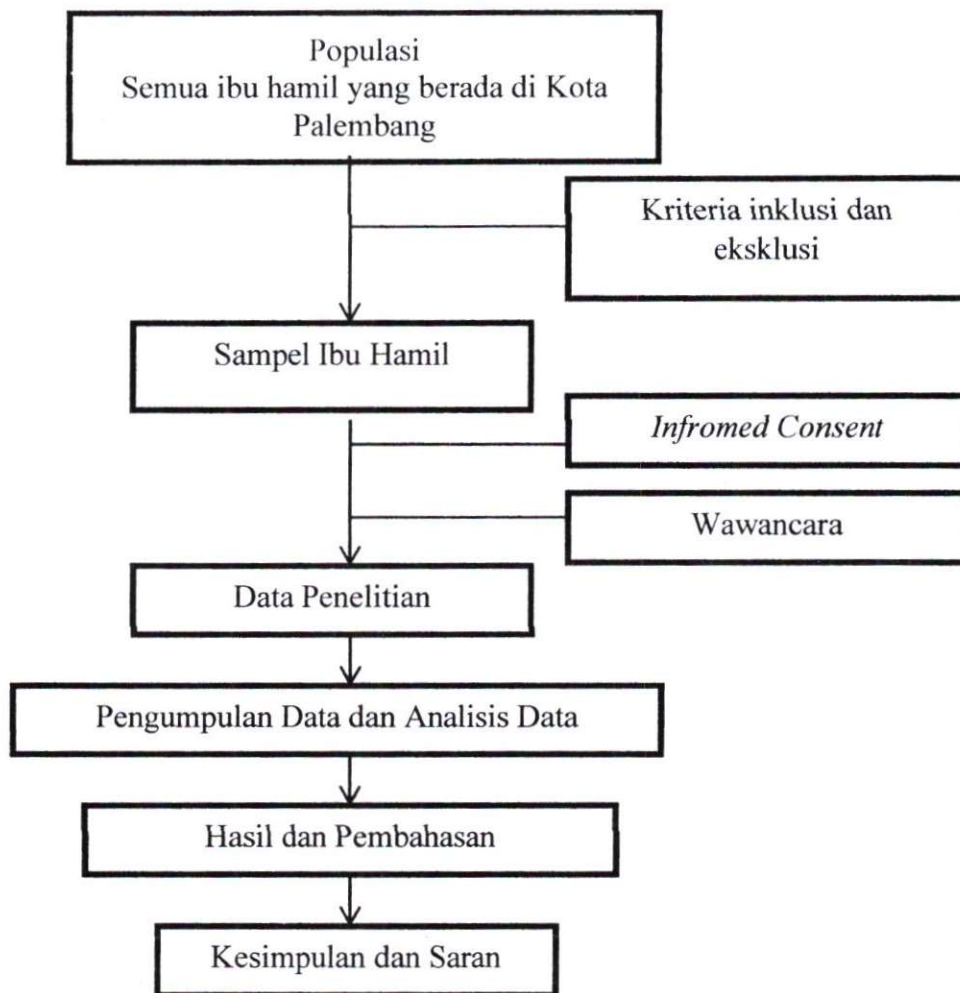 Populasi
Semua ibu hamil yang berada di Kota
Palembang
Kriteria inklusi dan
eksklusi
Sampel Ibu Hamil
Infromed Consent
Wawancara
Data Penelitian
Pengumpulan Data dan Analisis Data
Hasil dan Pembahasan
Kesimpulan dan Saran